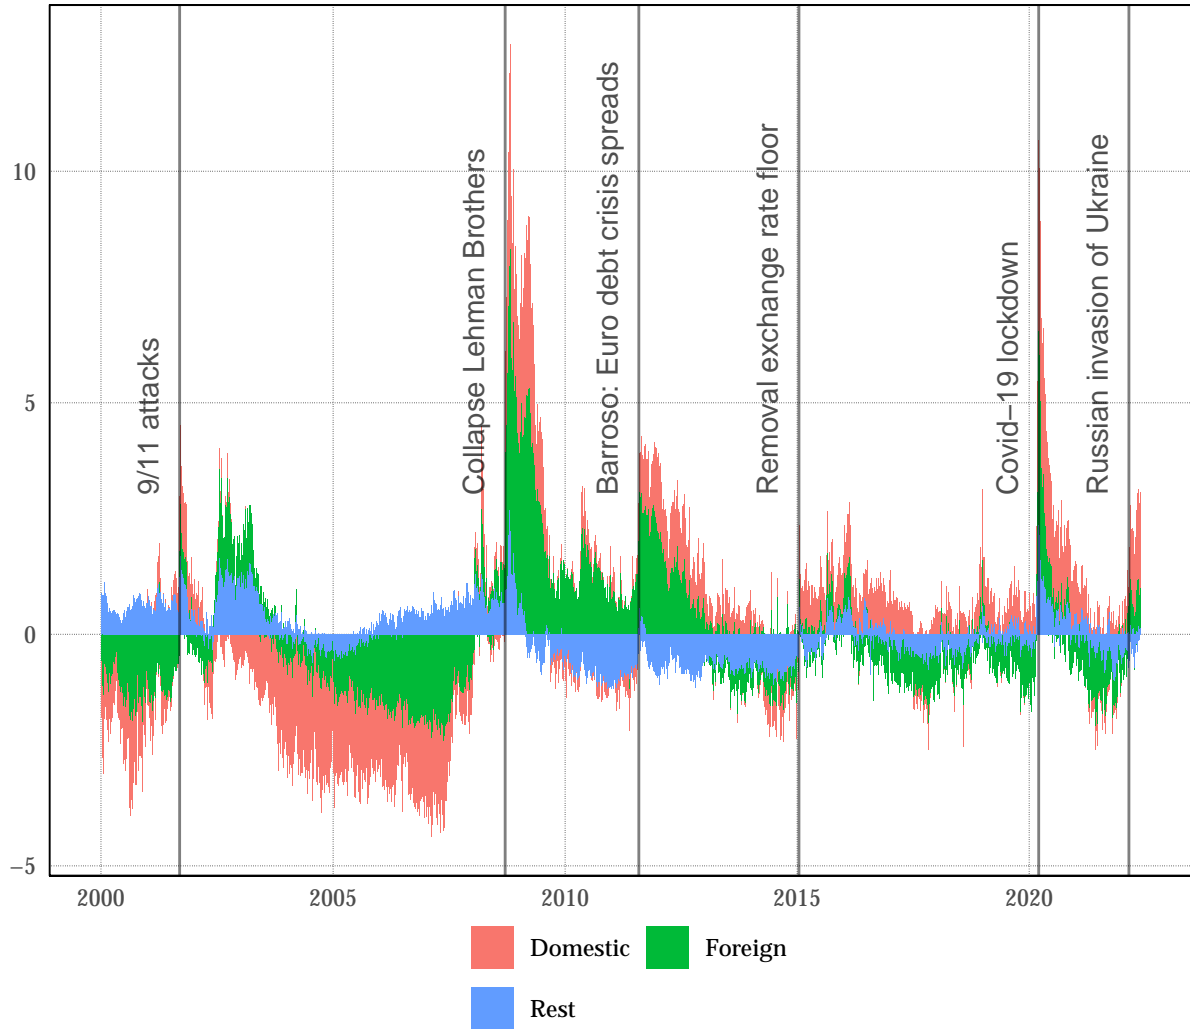 10
5
0
−5
9/11 attacks
Collapse Lehman Brothers
Barroso: Euro debt crisis spreads
Removal exchange rate floor
Covid−19 lockdown
Russian invasion of Ukraine
2000
2005
2010
2015
2020
Domestic
Foreign
Rest